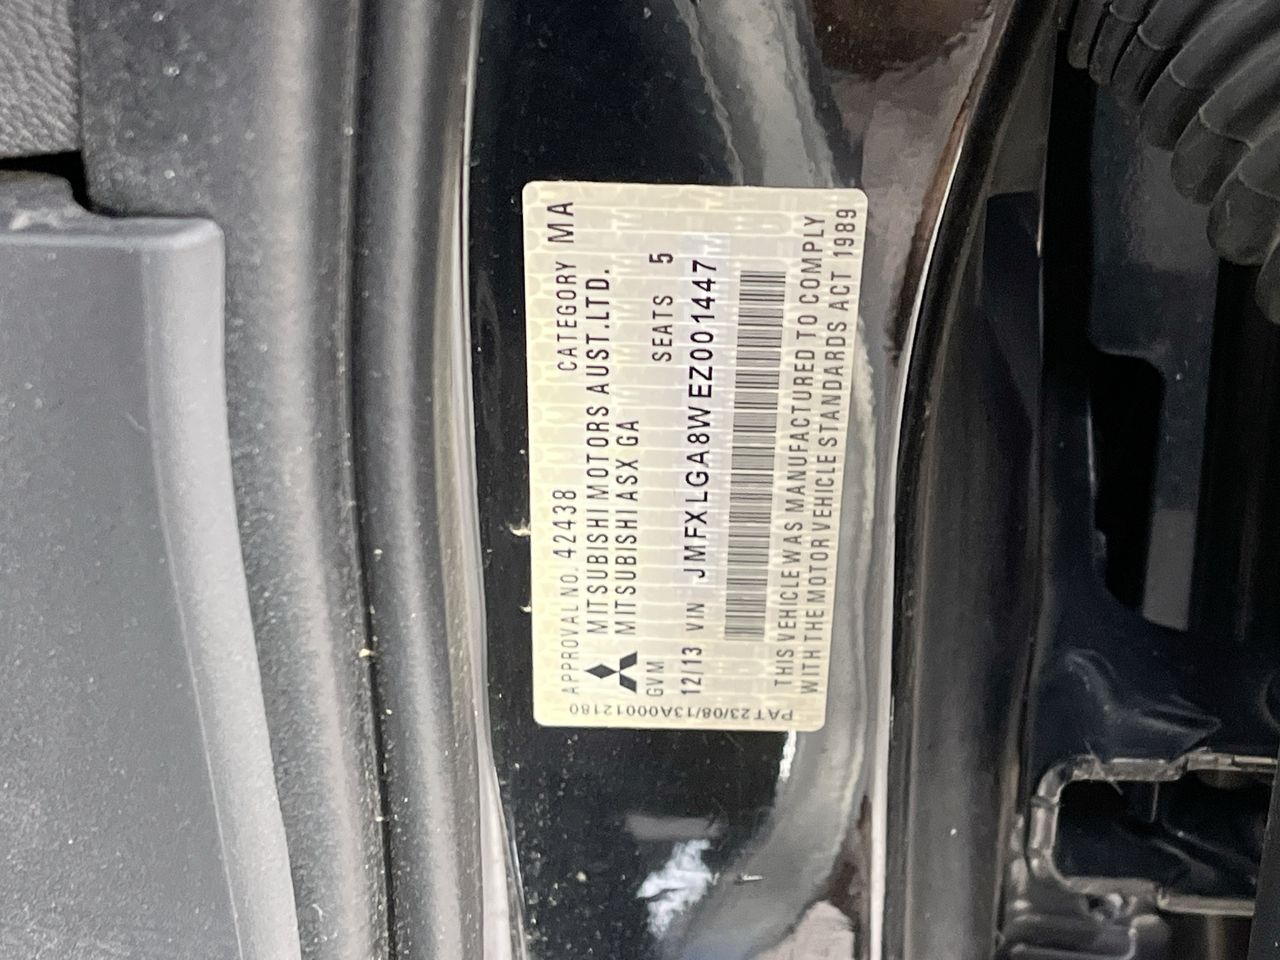 APPROVAL NO. 42438 CATEGORY MA
MITSUBISHI MOTORS AUST.LTD.
MITSUBISHI ASX GA
GVM SEATS 5
12/13 VIN JMFXLGA8WEZ001447
THIS VEHICLE WAS MANUFACTURED TO COMPLY
WITH THE MOTOR VEHICLE STANDARDS ACT 1989
PAT23/08/13A00012180